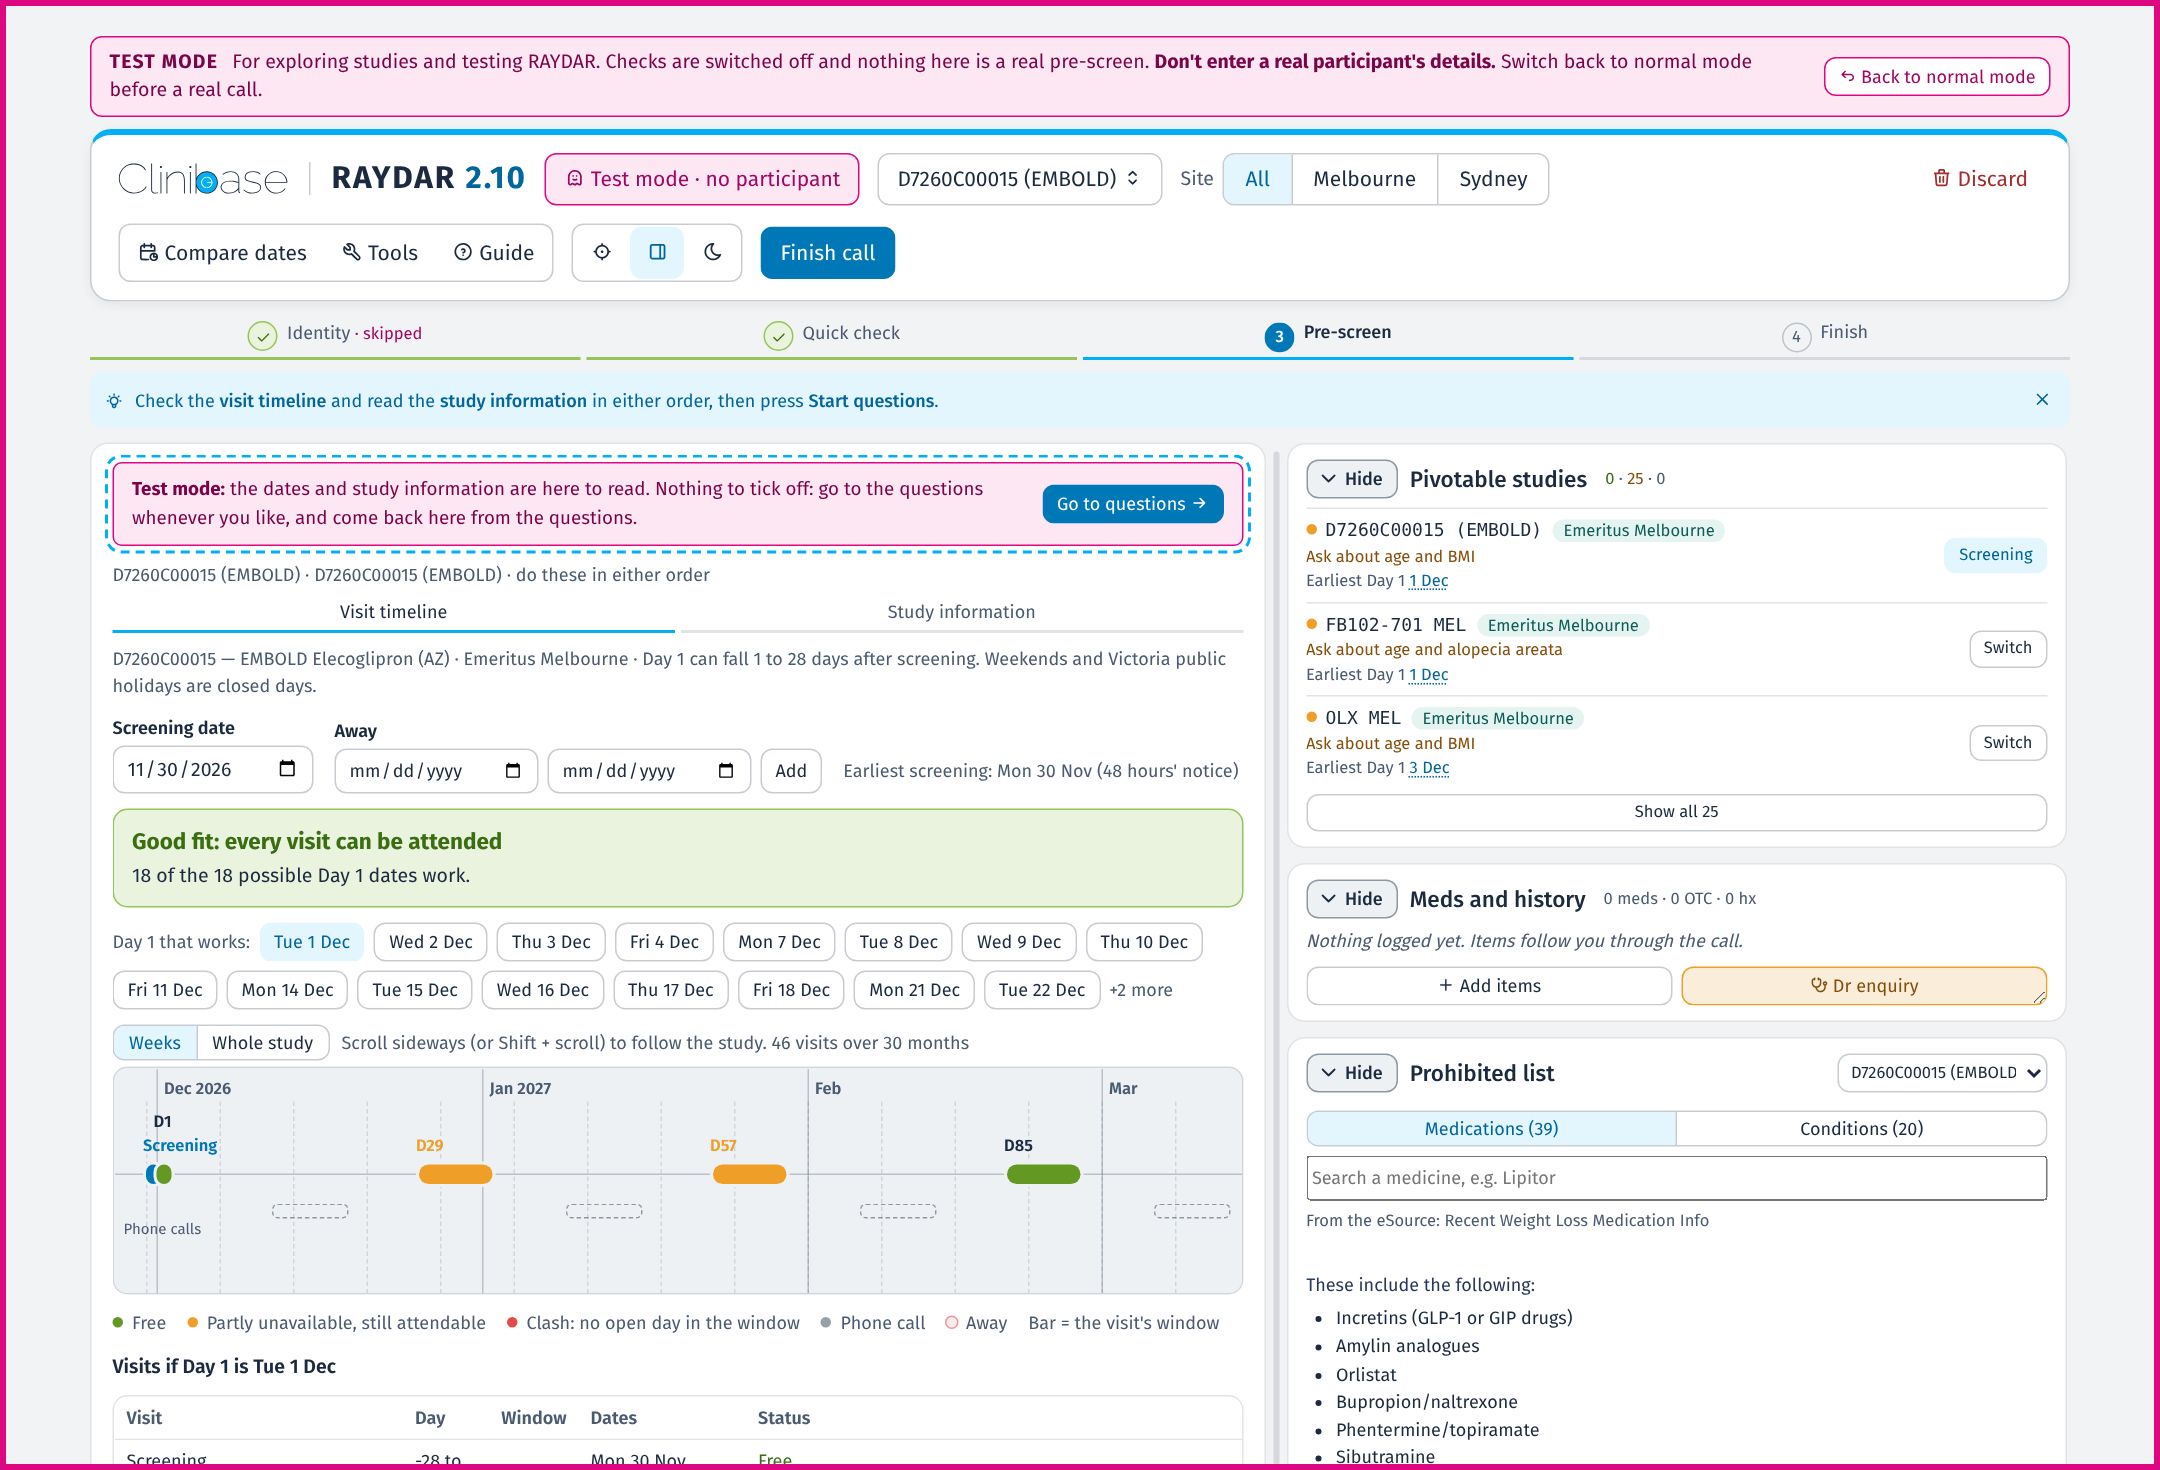 TEST MODE For exploring studies and testing RAYDAR. Checks are switched off and nothing here is a real pre-screen. Don't enter a real participant's details. Switch back to normal mode
before a real call.
Back to normal mode
Clinibase
RAYDAR 2.10
Test mode · no participant
D7260C00015 (EMBOLD)
Site
All
Melbourne
Sydney
Discard
Compare dates
Tools
Guide
Finish call
Identity · skipped
Quick check
3 Pre-screen
4 Finish
Check the visit timeline and read the study information in either order, then press Start questions.
Test mode: the dates and study information are here to read. Nothing to tick off: go to the questions
whenever you like, and come back here from the questions.
Go to questions →
D7260C00015 (EMBOLD) · D7260C00015 (EMBOLD) · do these in either order
Visit timeline
Study information
D7260C00015 — EMBOLD Elecoglipron (AZ) · Emeritus Melbourne · Day 1 can fall 1 to 28 days after screening. Weekends and Victoria public
holidays are closed days.
Screening date
Away
11/30/2026
mm/dd/yyyy
mm/dd/yyyy
Add
Earliest screening: Mon 30 Nov (48 hours' notice)
Good fit: every visit can be attended
18 of the 18 possible Day 1 dates work.
Day 1 that works:
Tue 1 Dec
Wed 2 Dec
Thu 3 Dec
Fri 4 Dec
Mon 7 Dec
Tue 8 Dec
Wed 9 Dec
Thu 10 Dec
Fri 11 Dec
Mon 14 Dec
Tue 15 Dec
Wed 16 Dec
Thu 17 Dec
Fri 18 Dec
Mon 21 Dec
Tue 22 Dec
+2 more
Weeks
Whole study
Scroll sideways (or Shift + scroll) to follow the study. 46 visits over 30 months
Dec 2026
Jan 2027
Feb
Mar
D1
Screening
D29
D57
D85
Phone calls
Free
Partly unavailable, still attendable
Clash: no open day in the window
Phone call
Away
Bar = the visit's window
Visits if Day 1 is Tue 1 Dec
Visit
Day
Window
Dates
Status
Screening
-28 to
Mon 30 Nov
Free
Hide
Pivotable studies
0 · 25 · 0
D7260C00015 (EMBOLD)
Emeritus Melbourne
Ask about age and BMI
Earliest Day 1 1 Dec
Screening
FB102-701 MEL
Emeritus Melbourne
Ask about age and alopecia areata
Earliest Day 1 1 Dec
Switch
OLX MEL
Emeritus Melbourne
Ask about age and BMI
Earliest Day 1 3 Dec
Switch
Show all 25
Hide
Meds and history
0 meds · 0 OTC · 0 hx
Nothing logged yet. Items follow you through the call.
+ Add items
Dr enquiry
Hide
Prohibited list
D7260C00015 (EMBOLD
Medications (39)
Conditions (20)
Search a medicine, e.g. Lipitor
From the eSource: Recent Weight Loss Medication Info
These include the following:
• Incretins (GLP-1 or GIP drugs)
• Amylin analogues
• Orlistat
• Bupropion/naltrexone
• Phentermine/topiramate
• Sibutramine